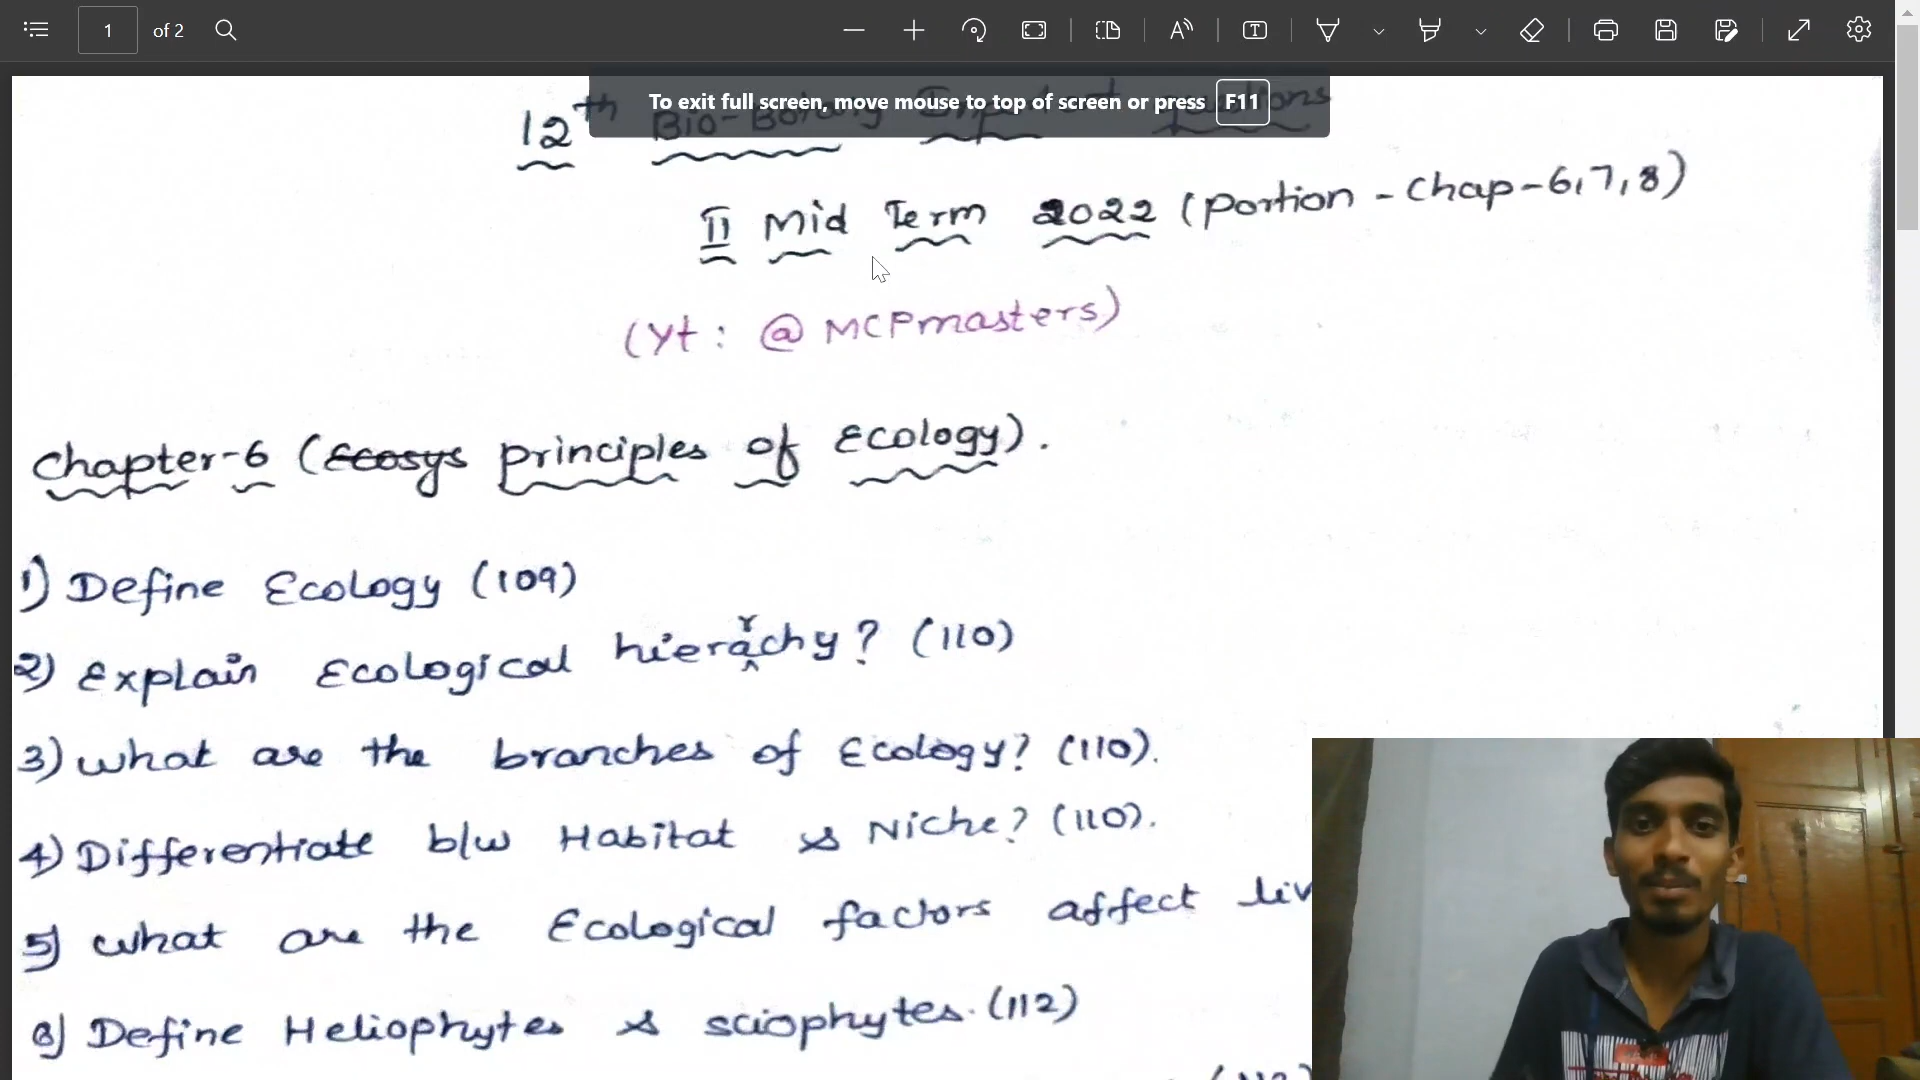 1
of 2
To exit full screen, move mouse to top of screen or press F11
12th Bio-Botany
II Mid Term 2022 (portion - Chap-6,7,8)
(Yt: @ MCPmasters)
Chapter-6 (Ecosys principles of Ecology).
1) Define Ecology (109)
2) Explain Ecological hierarchy? (110)
3) what are the branches of Ecology? (110).
4) Differentiate b/w Habitat & Niche? (110).
5) what are the Ecological factors affect liv
6) Define Heliophytes & sciophytes. (112)